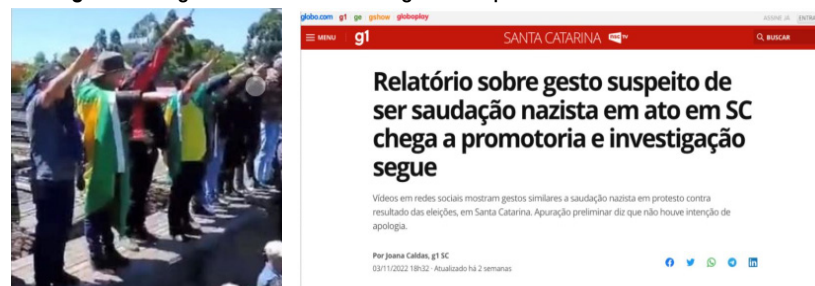 globo.com g1 ge gshow globoplay
ASSINE JÁ ENTRA
MENU g1 SANTA CATARINA nsc tv BUSCAR
Relatório sobre gesto suspeito de
ser saudação nazista em ato em SC
chega a promotoria e investigação
segue
Vídeos em redes sociais mostram gestos similares a saudação nazista em protesto contra
resultado das eleições, em Santa Catarina. Apuração preliminar diz que não houve intenção de
apologia.
Por Joana Caldas, g1 SC
03/11/2022 18h32 · Atualizado há 2 semanas